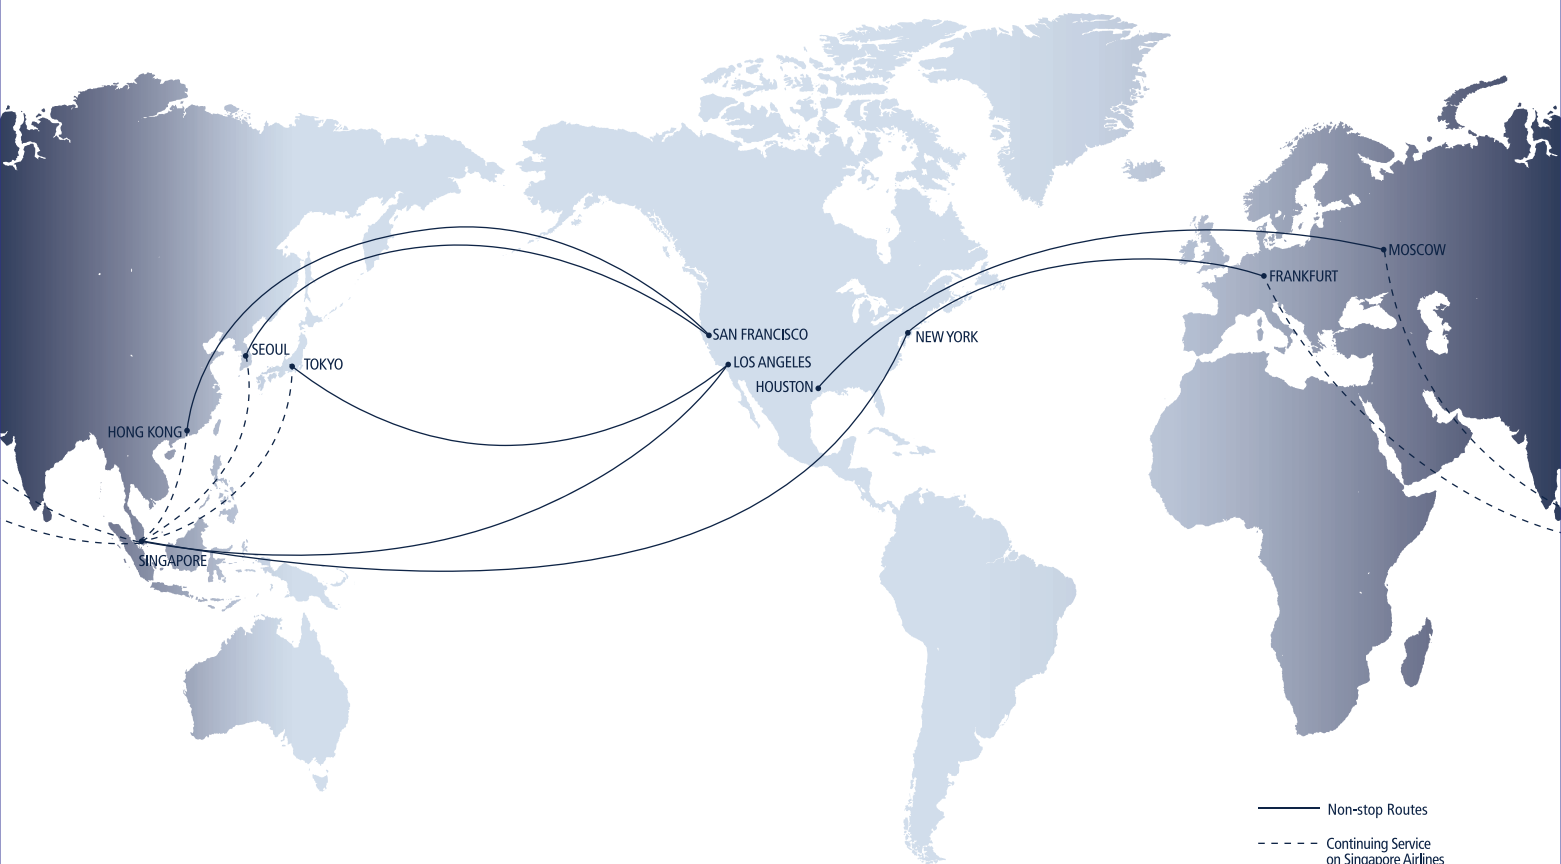 MOSCOW
FRANKFURT
SAN FRANCISCO
NEW YORK
SEOUL
TOKYO
LOS ANGELES
HOUSTON
HONG KONG
SINGAPORE
Non-stop Routes
Continuing Service
on Singapore Airlines